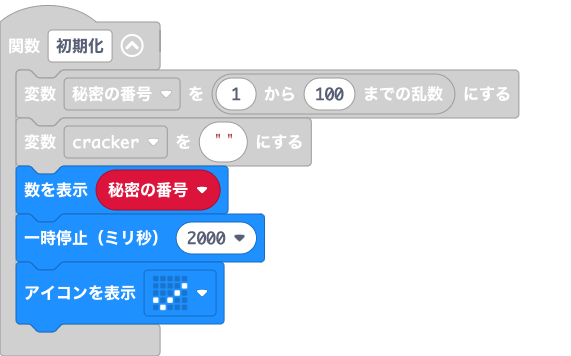 関数 初期化
変数 秘密の番号 を 1 から 100 までの乱数 にする
変数 cracker を " " にする
数を表示 秘密の番号
一時停止（ミリ秒） 2000
アイコンを表示